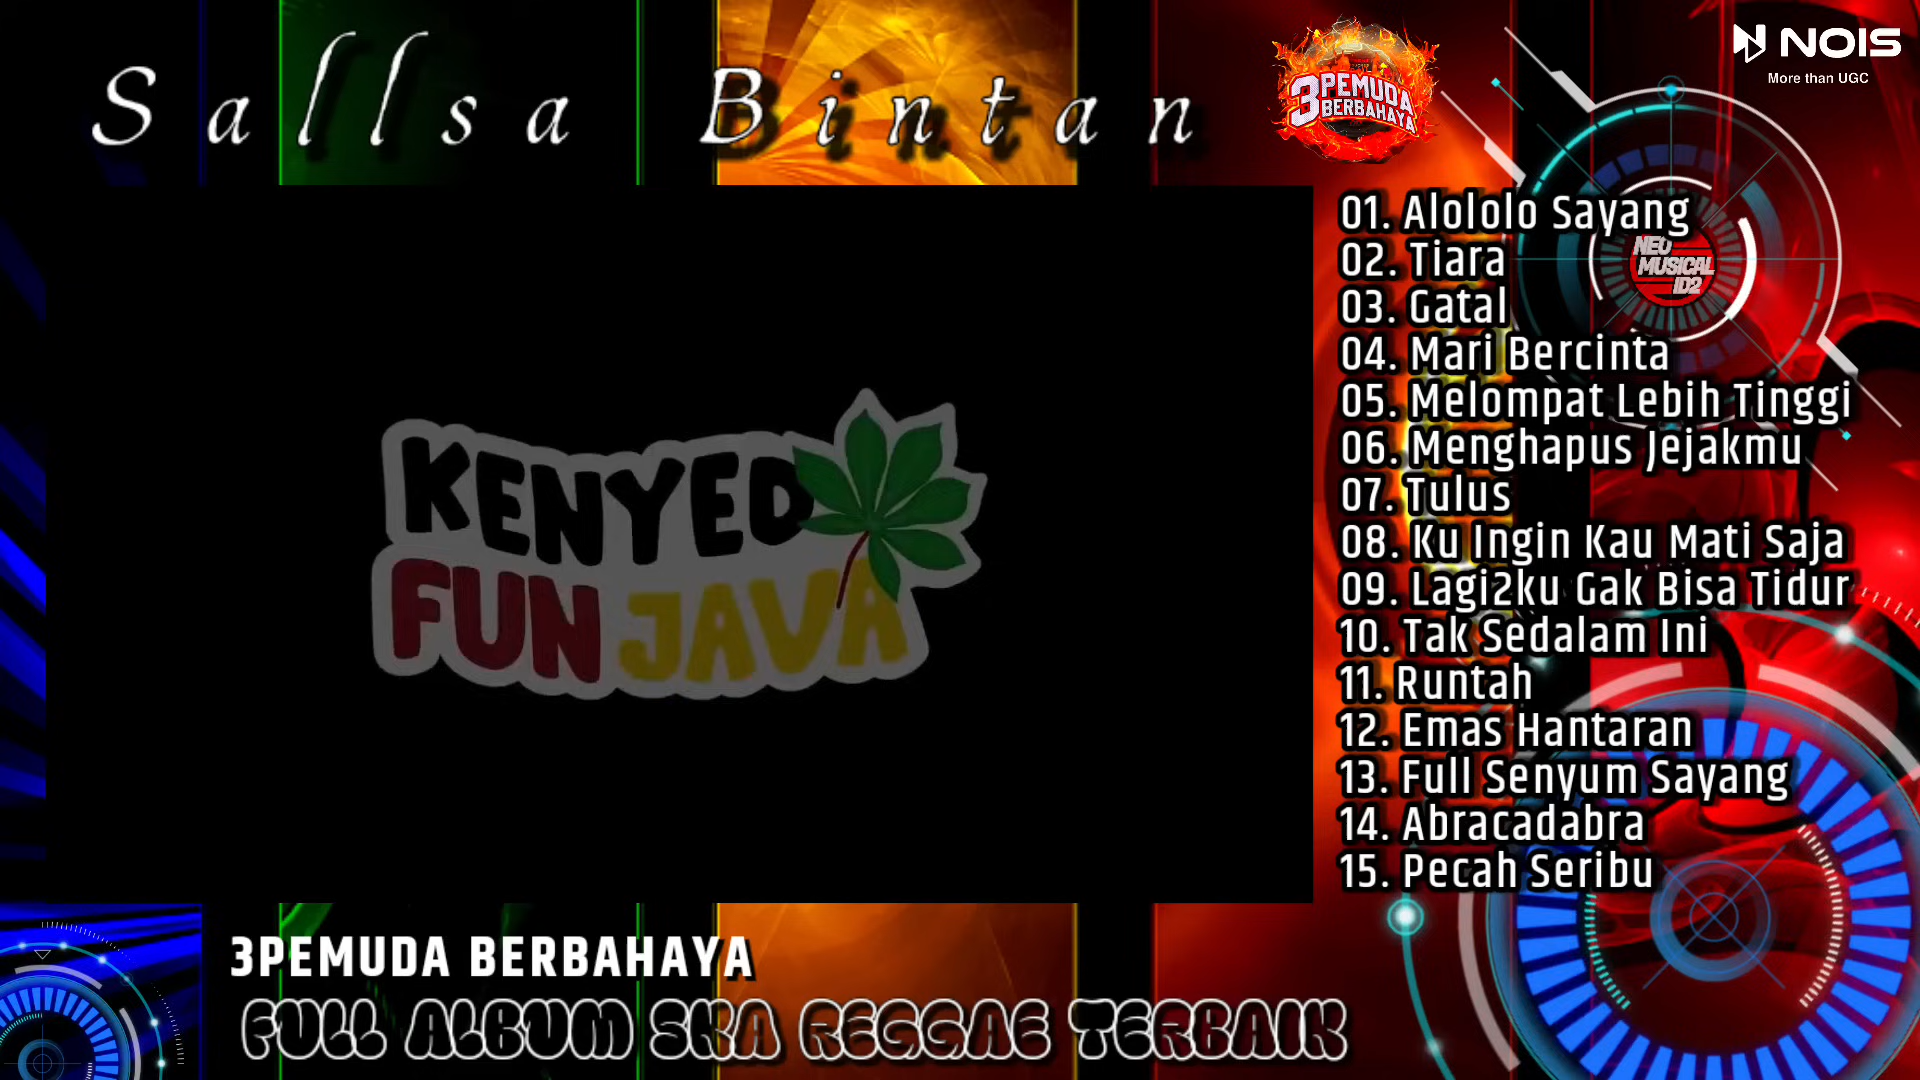 Sallsa Bintan
3PEMUDA
BERBAHAYA
NOIS
More than UGC
01. Alololo Sayang
02. Tiara
03. Gatal
04. Mari Bercinta
05. Melompat Lebih Tinggi
06. Menghapus Jejakmu
07. Tulus
08. Ku Ingin Kau Mati Saja
09. Lagi2ku Gak Bisa Tidur
10. Tak Sedalam Ini
11. Runtah
12. Emas Hantaran
13. Full Senyum Sayang
14. Abracadabra
15. Pecah Seribu
NEO
MUSICAL
ID2
KENYED
FUN JAVA
3PEMUDA BERBAHAYA
FULL ALBUM SKA REGGAE TERBAIK